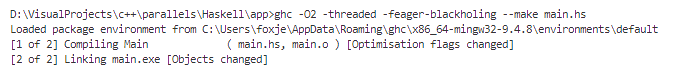 D:\VisualProjects\c++\parallels\Haskell\app>ghc -O2 -threaded -feager-blackholing --make main.hs
Loaded package environment from C:\Users\foxje\AppData\Roaming\ghc\x86_64-mingw32-9.4.8\environments\default
[1 of 2] Compiling Main             ( main.hs, main.o ) [Optimisation flags changed]
[2 of 2] Linking main.exe [Objects changed]